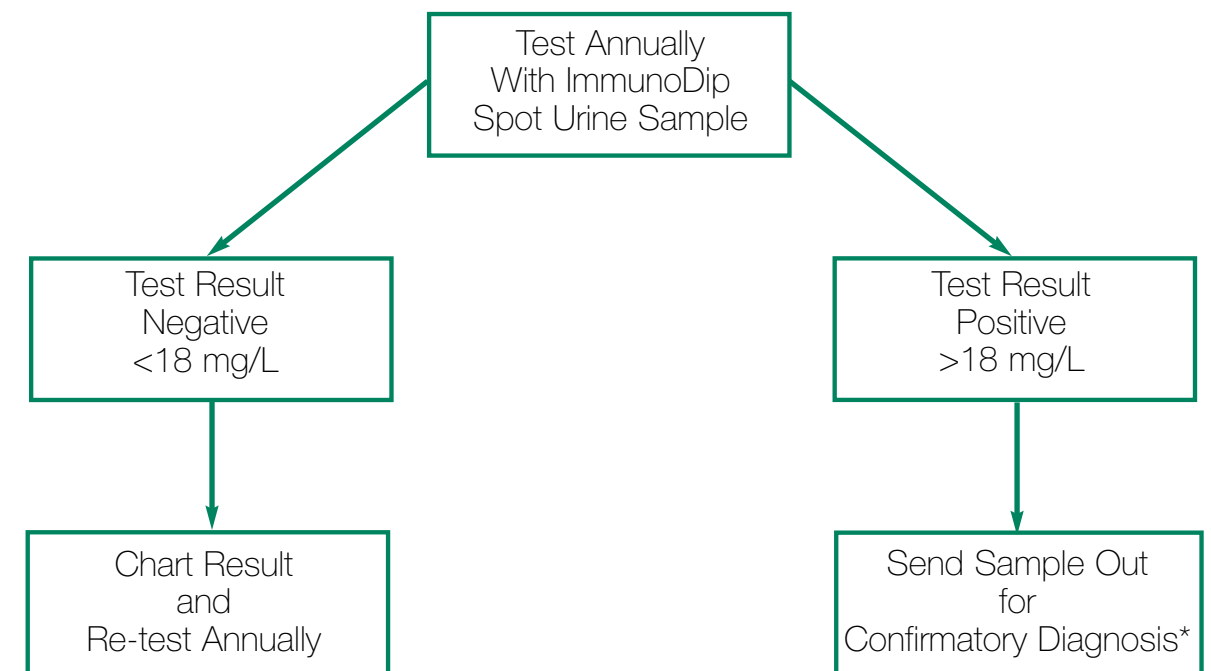 Test Annually
With ImmunoDip
Spot Urine Sample
Test Result
Negative
<18 mg/L
Test Result
Positive
>18 mg/L
Chart Result
and
Re-test Annually
Send Sample Out
for
Confirmatory Diagnosis*